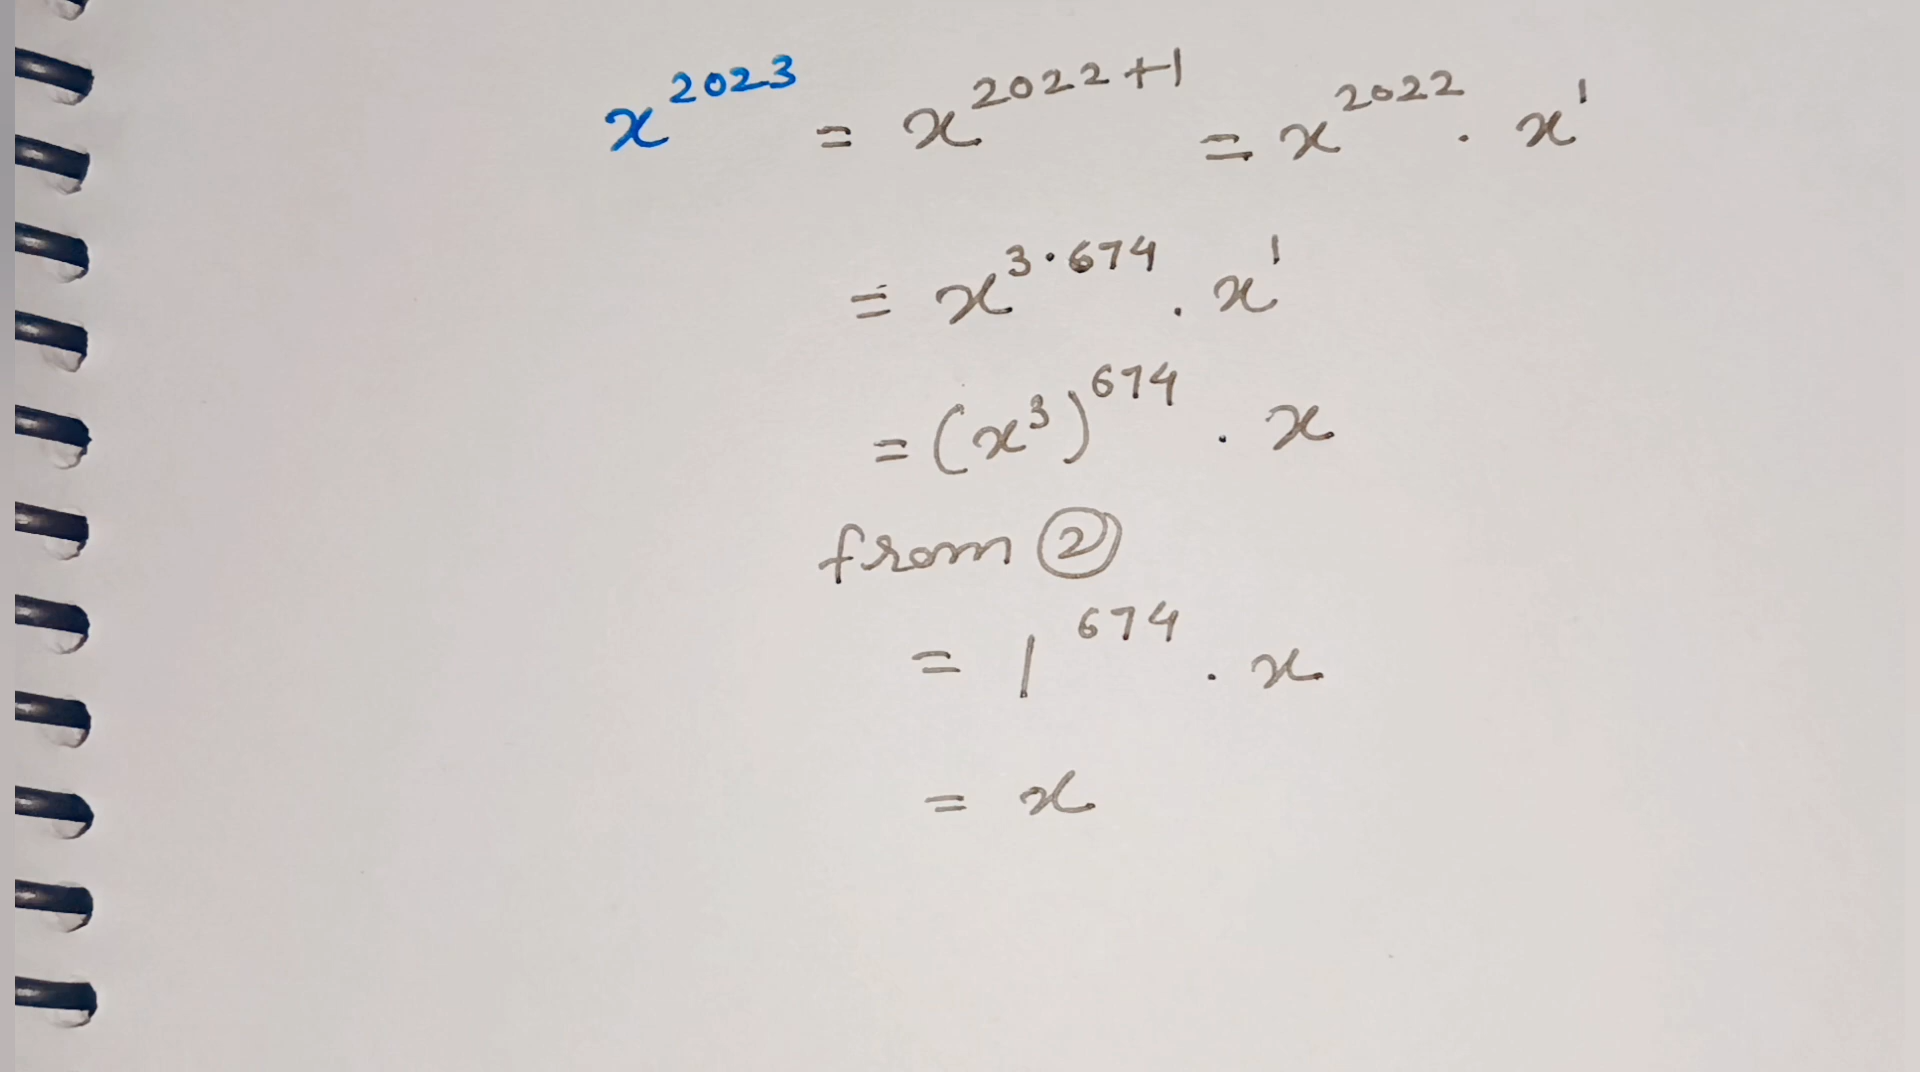 x^2023 = x^2022+1 = x^2022 . x^1
= x^3·674 . x^1
= (x^3)^674 . x
from ②
= 1^674 . x
= x